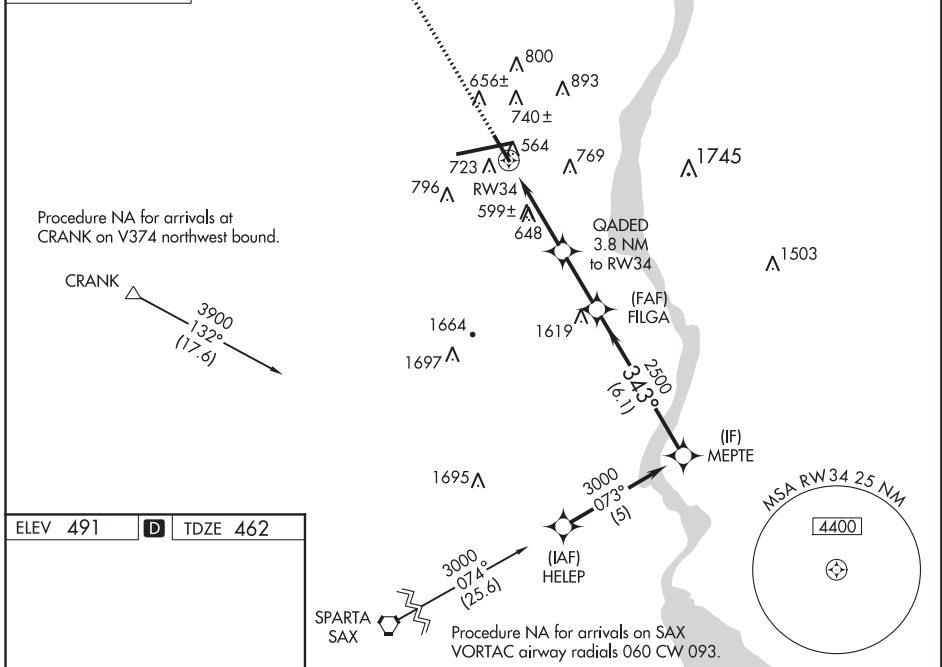 800
656±
893
740±
564
723
769
1745
796
RW34
599±
648
Procedure NA for arrivals at
CRANK on V374 northwest bound.
QADED
3.8 NM
to RW34
1503
CRANK
3900
132°
(17.6)
(FAF)
FILGA
1619
1664
1697
2500
343°
(6.1)
(IF)
MEPTE
1695
3000
073°
(5)
MSA RW34 25 NM
4400
ELEV 491
D
TDZE 462
(IAF)
HELEP
3000
074°
(25.6)
SPARTA
SAX
Procedure NA for arrivals on SAX
VORTAC airway radials 060 CW 093.